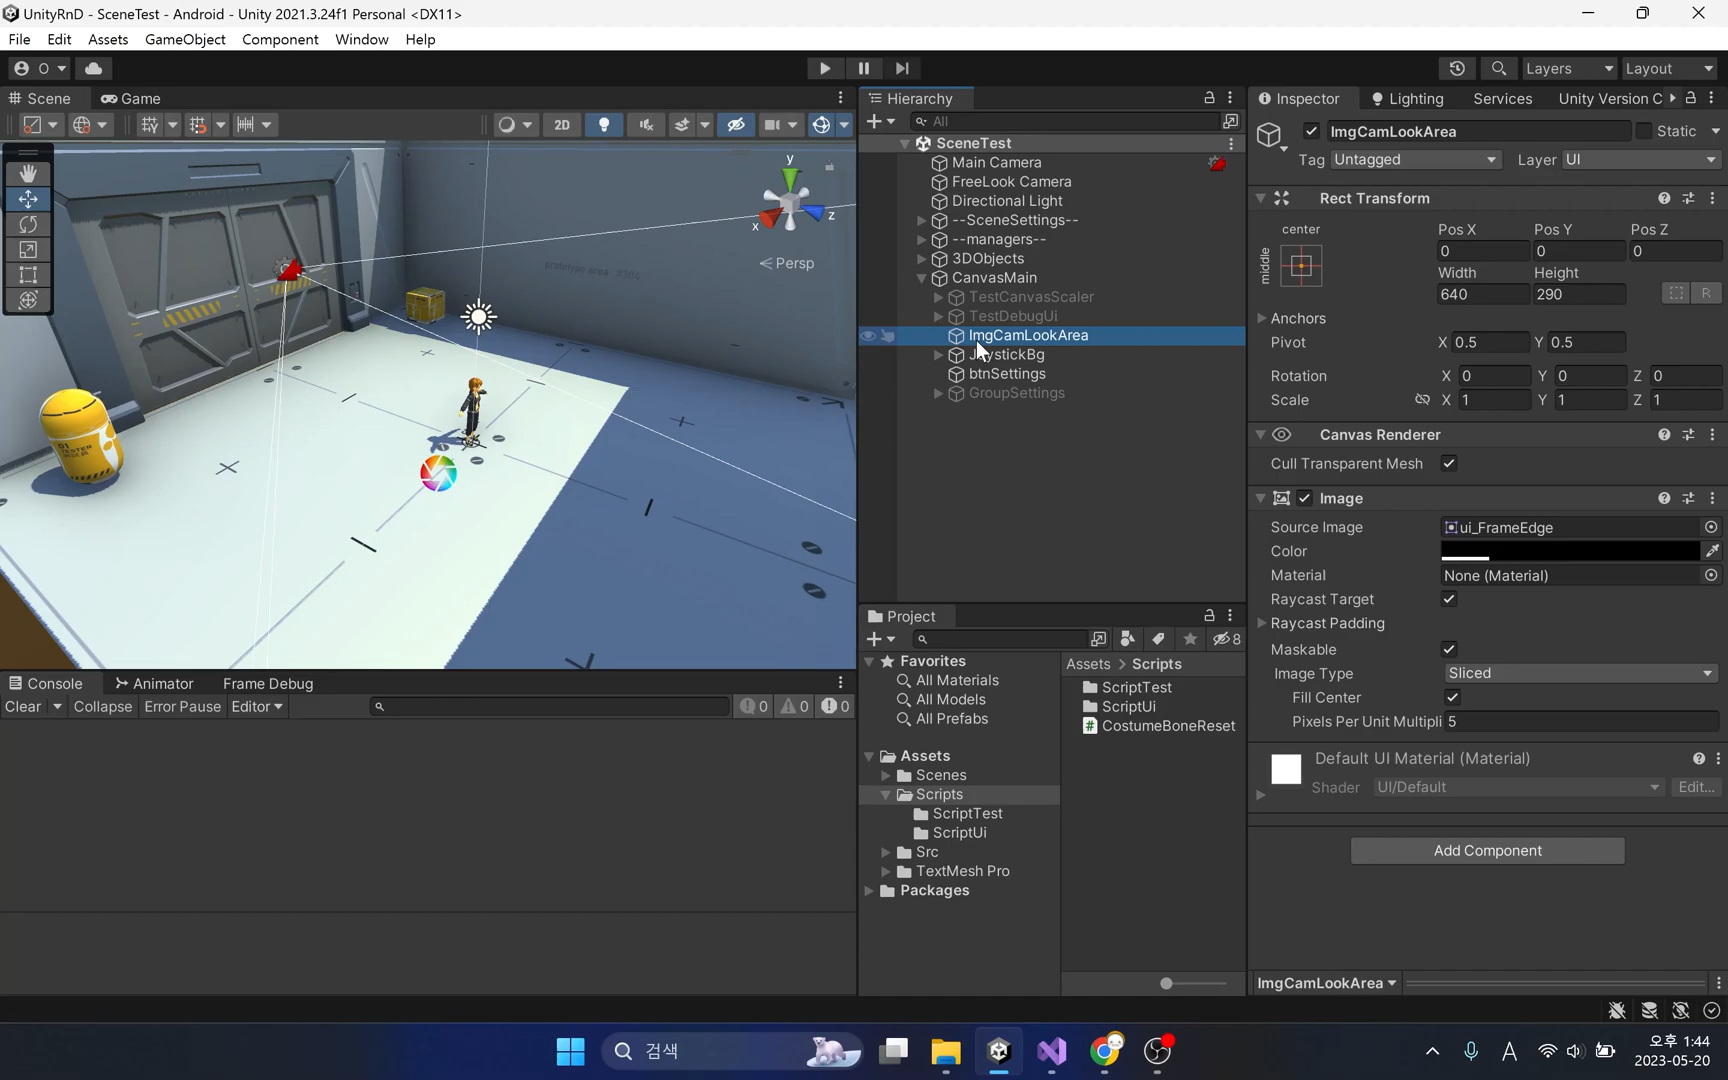 UnityRnD - SceneTest - Android - Unity 2021.3.24f1 Personal <DX11>
File Edit Assets GameObject Component Window Help
O Layers Layout
Scene Game
2D
y
x
z
Persp
prototype area
01
TESTER
Hierarchy
All
SceneTest
Main Camera
FreeLook Camera
Directional Light
--SceneSettings--
--managers--
3DObjects
CanvasMain
TestCanvasScaler
TestDebugUi
ImgCamLookArea
JoystickBg
btnSettings
GroupSettings
Project
8
Favorites
All Materials
All Models
All Prefabs
Assets
Scenes
Scripts
ScriptTest
ScriptUi
Src
TextMesh Pro
Packages
Assets > Scripts
ScriptTest
ScriptUi
CostumeBoneReset
Console Animator Frame Debug
Clear Collapse Error Pause Editor 0 0 0
Inspector Lighting Services Unity Version C
ImgCamLookArea Static
Tag Untagged Layer UI
Rect Transform
center Pos X Pos Y Pos Z
middle 0 0 0
Width Height
640 290 R
Anchors
Pivot X 0.5 Y 0.5
Rotation X 0 Y 0 Z 0
Scale X 1 Y 1 Z 1
Canvas Renderer
Cull Transparent Mesh
Image
Source Image ui_FrameEdge
Color
Material None (Material)
Raycast Target
Raycast Padding
Maskable
Image Type Sliced
Fill Center
Pixels Per Unit Multipli 5
Default UI Material (Material)
Shader UI/Default Edit...
Add Component
ImgCamLookArea
검색
A
오후 1:44
2023-05-20